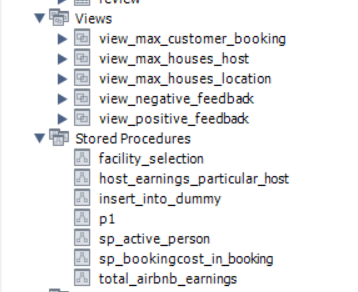 review
Views
view_max_customer_booking
view_max_houses_host
view_max_houses_location
view_negative_feedback
view_positive_feedback
Stored Procedures
facility_selection
host_earnings_particular_host
insert_into_dummy
p1
sp_active_person
sp_bookingcost_in_booking
total_airbnb_earnings